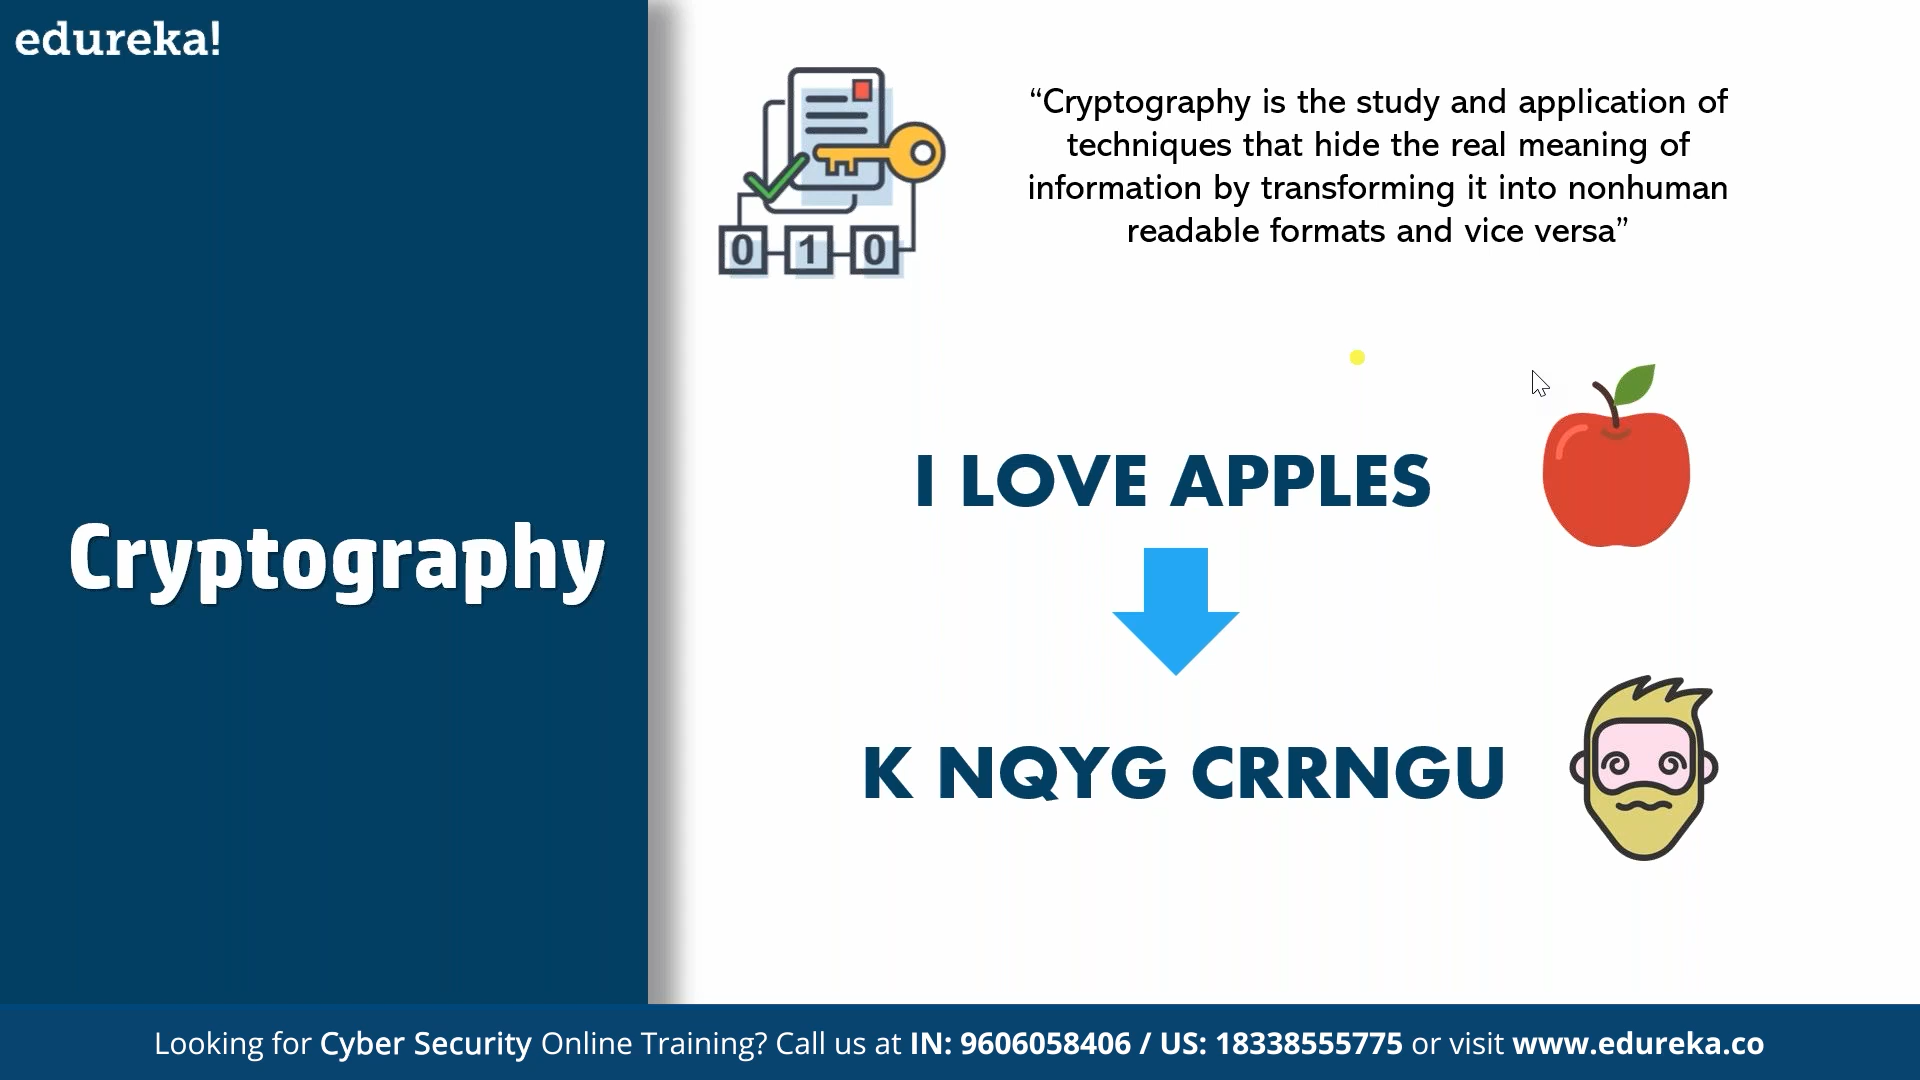 edureka!
“Cryptography is the study and application of
techniques that hide the real meaning of
information by transforming it into nonhuman
readable formats and vice versa”
0 1 0
I LOVE APPLES
Cryptography
K NQYG CRRNGU
Looking for Cyber Security Online Training? Call us at IN: 9606058406 / US: 18338555775 or visit www.edureka.co